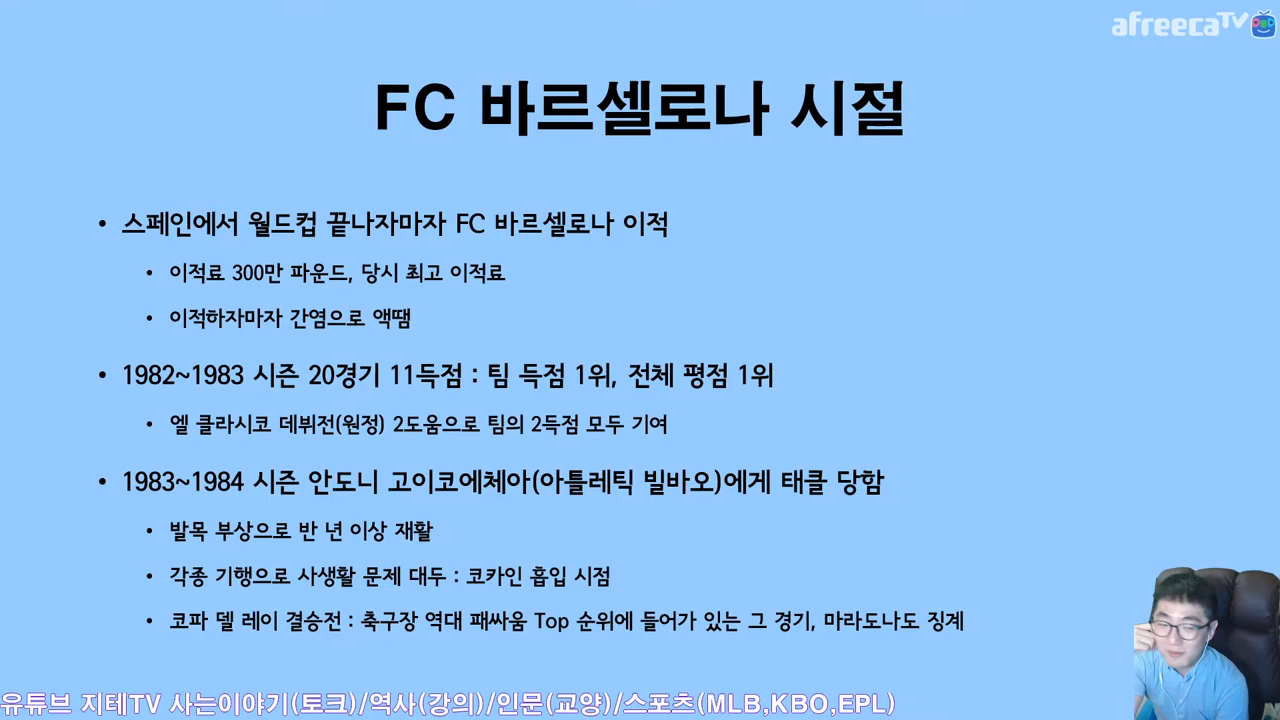 afreecaTV
FC 바르셀로나 시절
• 스페인에서 월드컵 끝나자마자 FC 바르셀로나 이적
• 이적료 300만 파운드, 당시 최고 이적료
• 이적하자마자 간염으로 액땜
• 1982~1983 시즌 20경기 11득점 : 팀 득점 1위, 전체 평점 1위
• 엘 클라시코 데뷔전(원정) 2도움으로 팀의 2득점 모두 기여
• 1983~1984 시즌 안도니 고이코에체아(아틀레틱 빌바오)에게 태클 당함
• 발목 부상으로 반 년 이상 재활
• 각종 기행으로 사생활 문제 대두 : 코카인 흡입 시점
• 코파 델 레이 결승전 : 축구장 역대 패싸움 Top 순위에 들어가 있는 그 경기, 마라도나도 징계
유튜브 지테TV 사는이야기(토크)/역사(강의)/인문(교양)/스포츠(MLB,KBO,EPL)